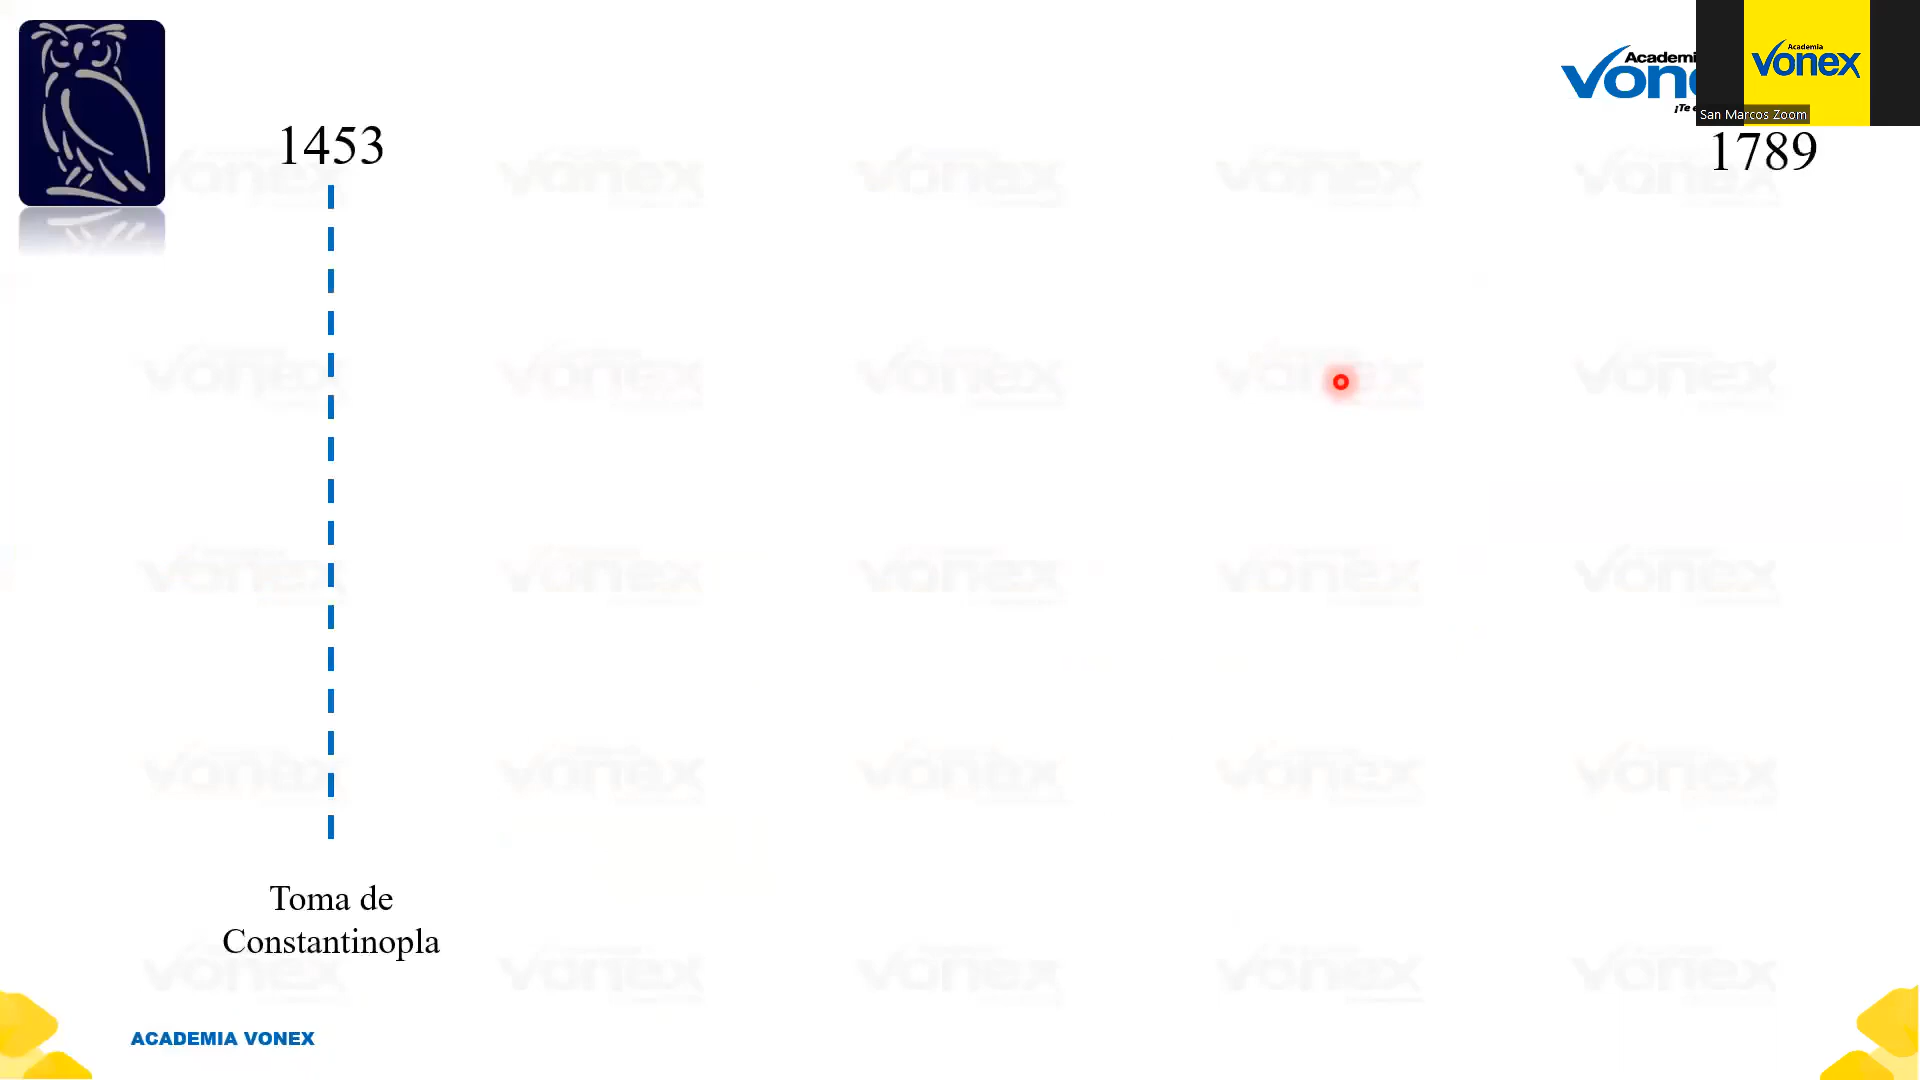 Academia
vonex
San Marcos Zoom
1453
1789
Toma de
Constantinopla
ACADEMIA VONEX